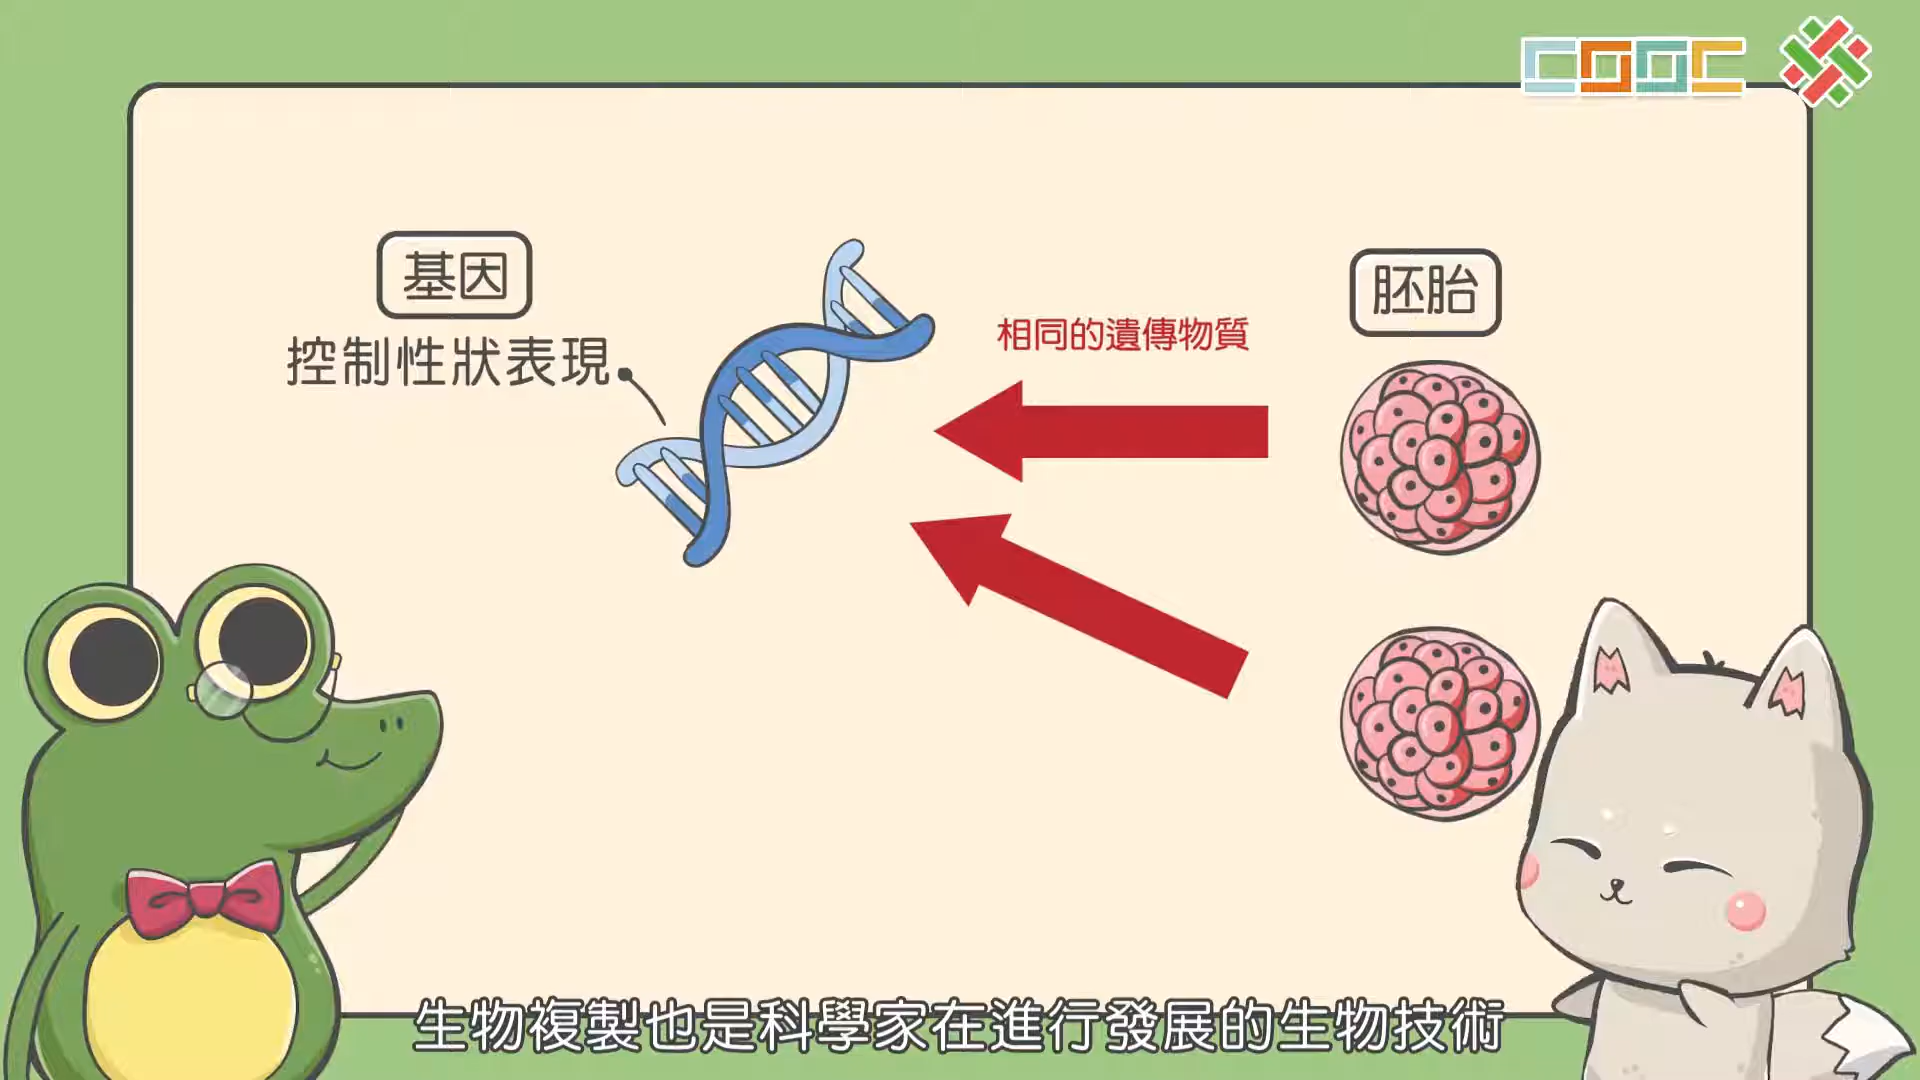 COOC
基因
控制性狀表現
相同的遺傳物質
胚胎
生物複製也是科學家在進行發展的生物技術